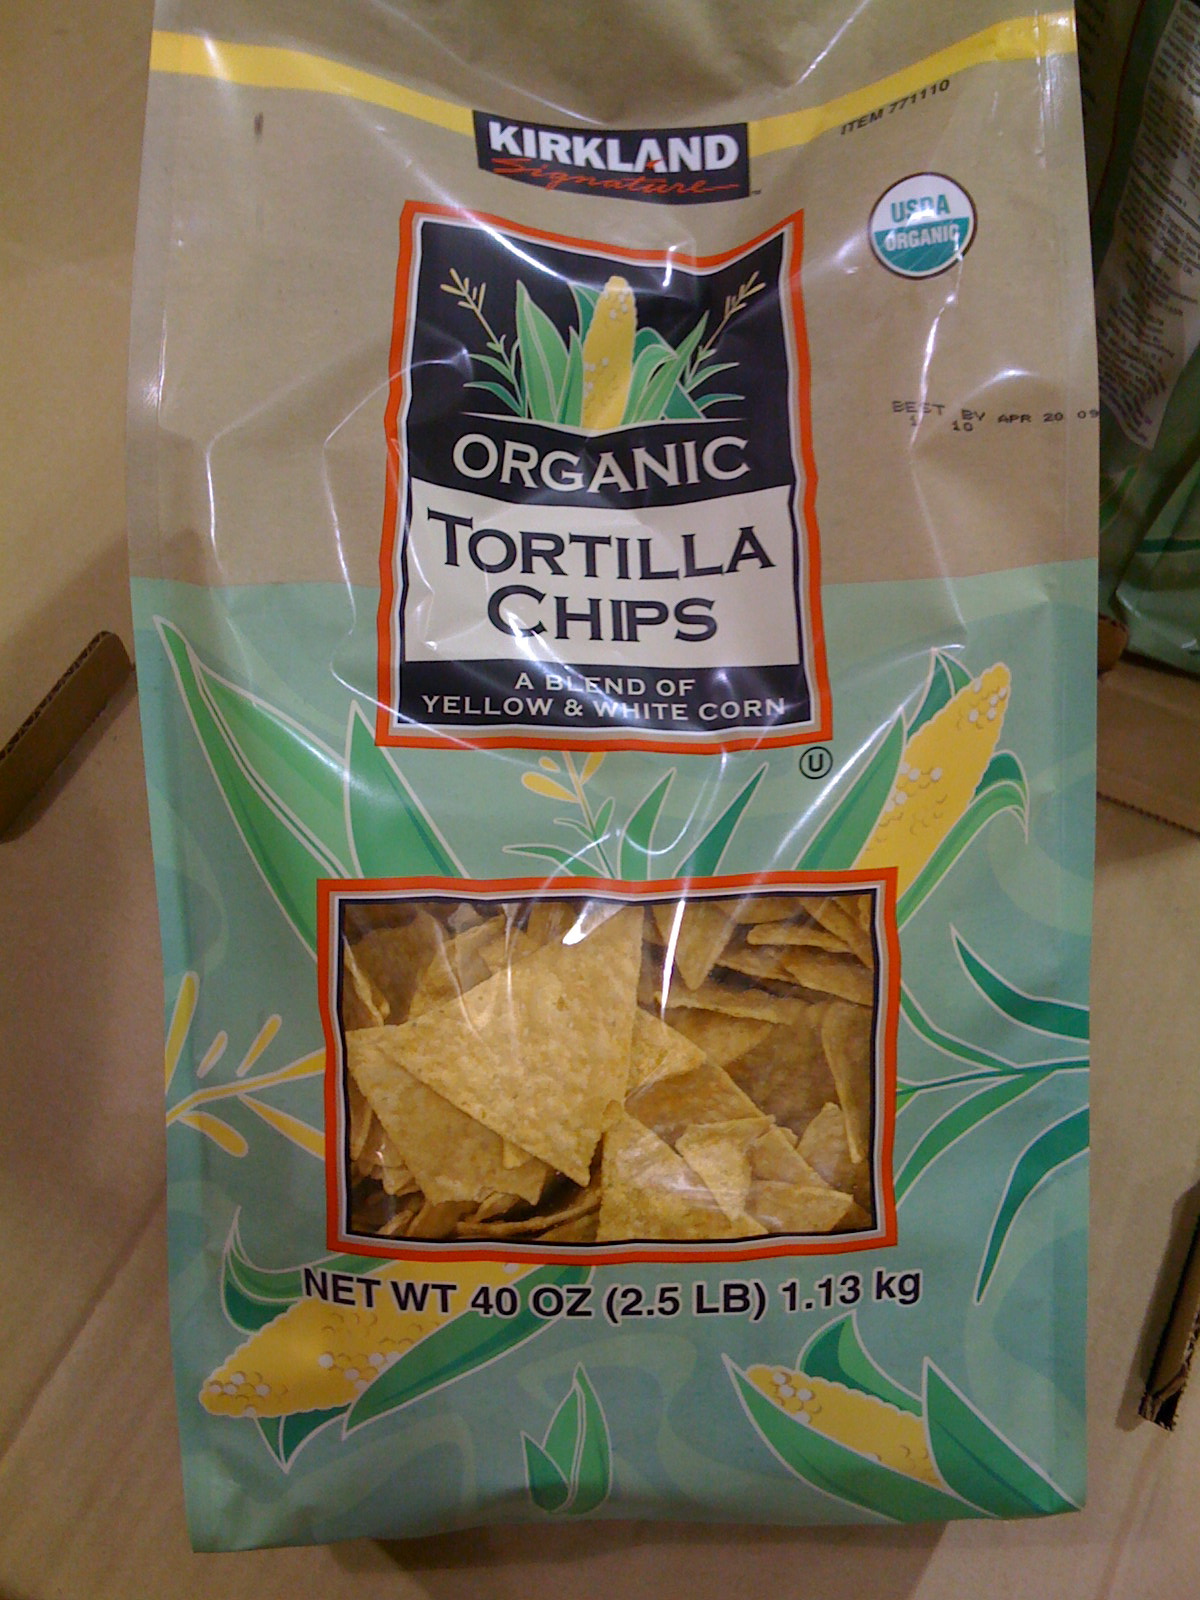 KIRKLAND
Signature
ITEM 771110
USDA
ORGANIC
BEST BY APR 20 09
10
ORGANIC
TORTILLA
CHIPS
A BLEND OF
YELLOW & WHITE CORN
U
NET WT 40 OZ (2.5 LB) 1.13 kg